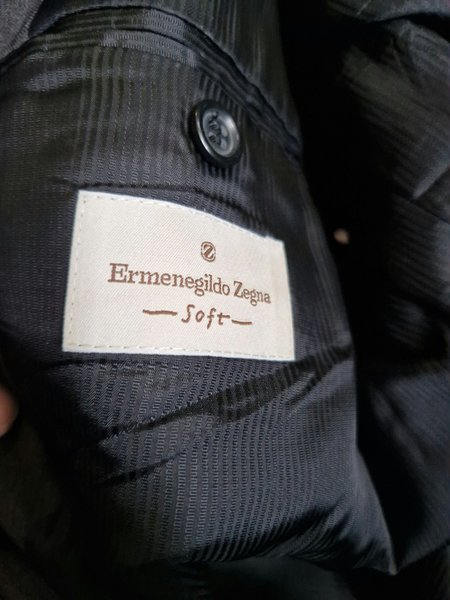 Z
Ermenegildo Zegna
— Soft —